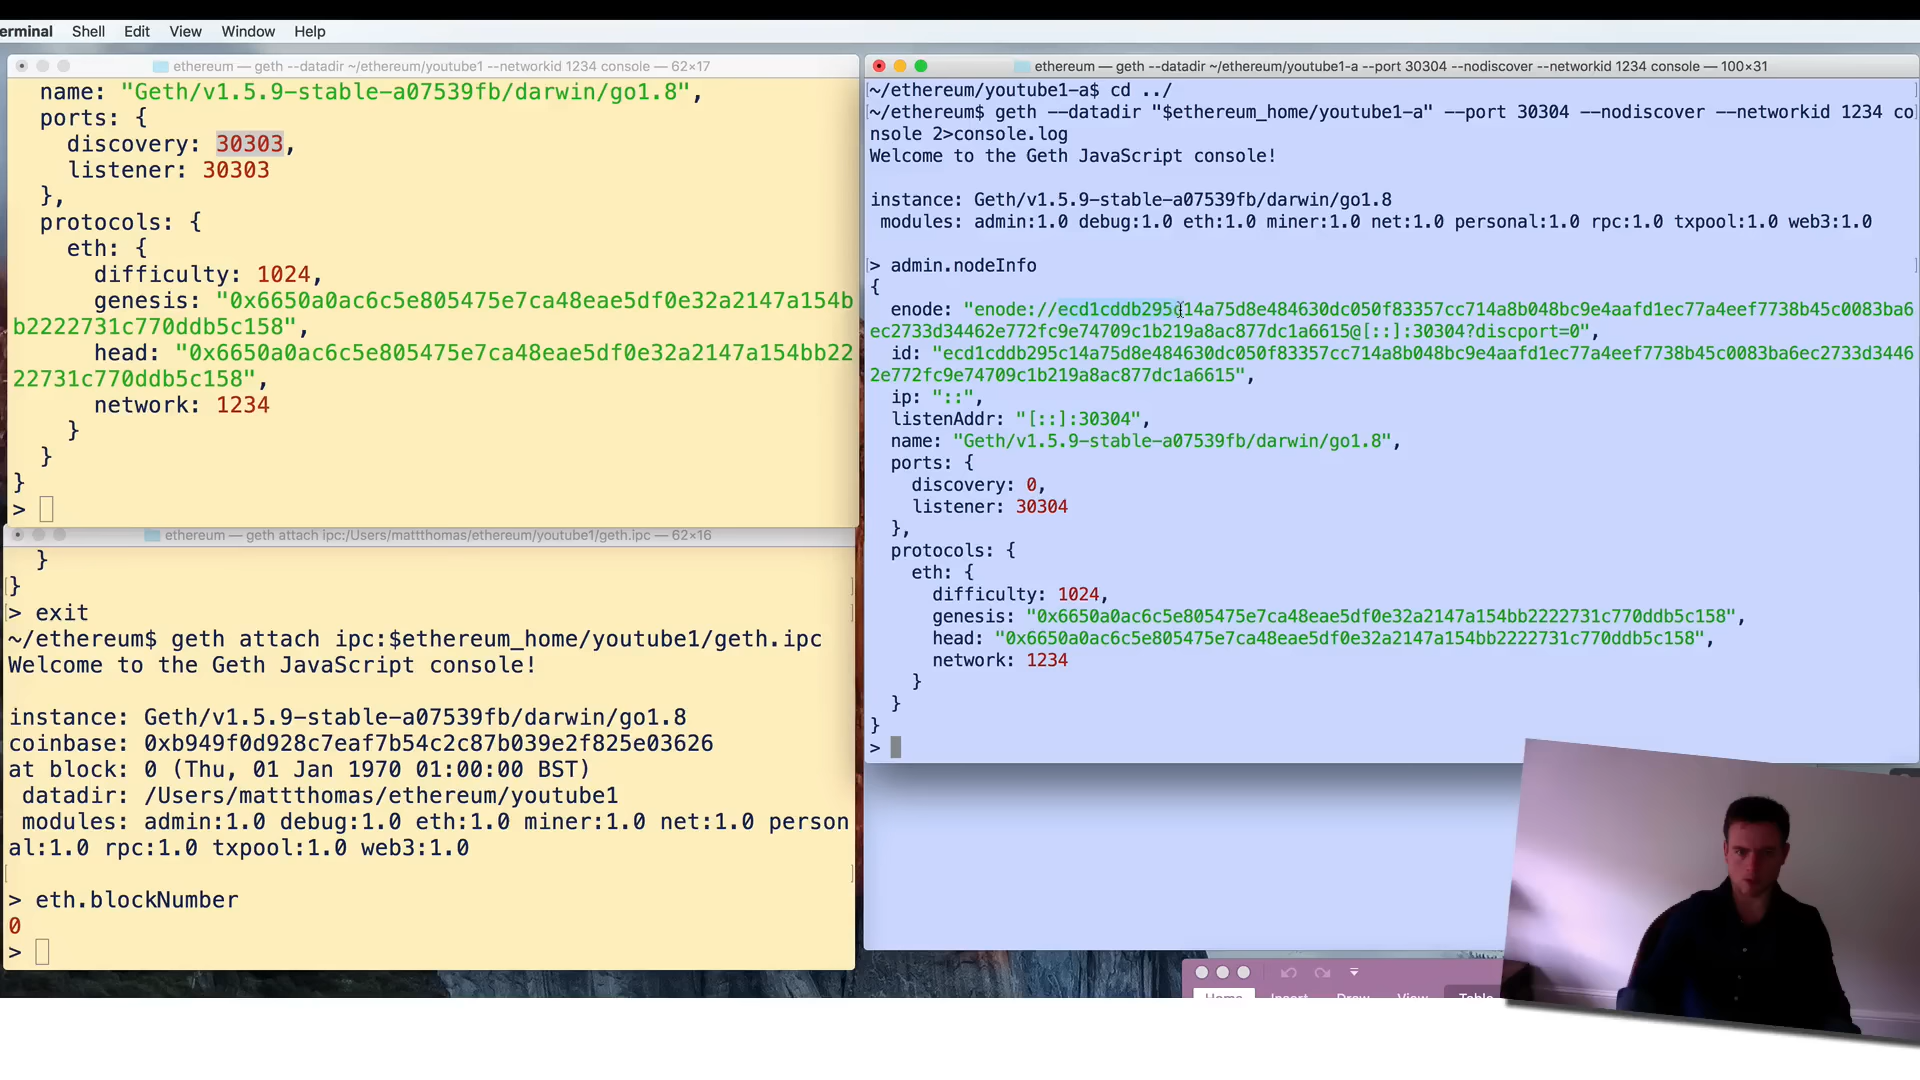 erminal Shell Edit View Window Help
ethereum — geth --datadir ~/ethereum/youtube1 --networkid 1234 console — 62×17
name: "Geth/v1.5.9-stable-a07539fb/darwin/go1.8",
ports: {
discovery: 30303,
listener: 30303
},
protocols: {
eth: {
difficulty: 1024,
genesis: "0x6650a0ac6c5e805475e7ca48eae5df0e32a2147a154b
b2222731c770ddb5c158",
head: "0x6650a0ac6c5e805475e7ca48eae5df0e32a2147a154bb22
22731c770ddb5c158",
network: 1234
}
}
}
>
ethereum — geth attach ipc:/Users/mattthomas/ethereum/youtube1/geth.ipc — 62×16
}
}
> exit
~/ethereum$ geth attach ipc:$ethereum_home/youtube1/geth.ipc
Welcome to the Geth JavaScript console!
instance: Geth/v1.5.9-stable-a07539fb/darwin/go1.8
coinbase: 0xb949f0d928c7eaf7b54c2c87b039e2f825e03626
at block: 0 (Thu, 01 Jan 1970 01:00:00 BST)
datadir: /Users/mattthomas/ethereum/youtube1
modules: admin:1.0 debug:1.0 eth:1.0 miner:1.0 net:1.0 person
al:1.0 rpc:1.0 txpool:1.0 web3:1.0
> eth.blockNumber
0
>
ethereum — geth --datadir ~/ethereum/youtube1-a --port 30304 --nodiscover --networkid 1234 console — 100×31
~/ethereum/youtube1-a$ cd ../
~/ethereum$ geth --datadir "$ethereum_home/youtube1-a" --port 30304 --nodiscover --networkid 1234 co
nsole 2>console.log
Welcome to the Geth JavaScript console!
instance: Geth/v1.5.9-stable-a07539fb/darwin/go1.8
modules: admin:1.0 debug:1.0 eth:1.0 miner:1.0 net:1.0 personal:1.0 rpc:1.0 txpool:1.0 web3:1.0
> admin.nodeInfo
{
enode: "enode://ecd1cddb295c14a75d8e484630dc050f83357cc714a8b048bc9e4aafd1ec77a4eef7738b45c0083ba6
ec2733d34462e772fc9e74709c1b219a8ac877dc1a6615@[::]:30304?discport=0",
id: "ecd1cddb295c14a75d8e484630dc050f83357cc714a8b048bc9e4aafd1ec77a4eef7738b45c0083ba6ec2733d3446
2e772fc9e74709c1b219a8ac877dc1a6615",
ip: "::",
listenAddr: "[::]:30304",
name: "Geth/v1.5.9-stable-a07539fb/darwin/go1.8",
ports: {
discovery: 0,
listener: 30304
},
protocols: {
eth: {
difficulty: 1024,
genesis: "0x6650a0ac6c5e805475e7ca48eae5df0e32a2147a154bb2222731c770ddb5c158",
head: "0x6650a0ac6c5e805475e7ca48eae5df0e32a2147a154bb2222731c770ddb5c158",
network: 1234
}
}
}
>
Home Insert Draw View Table